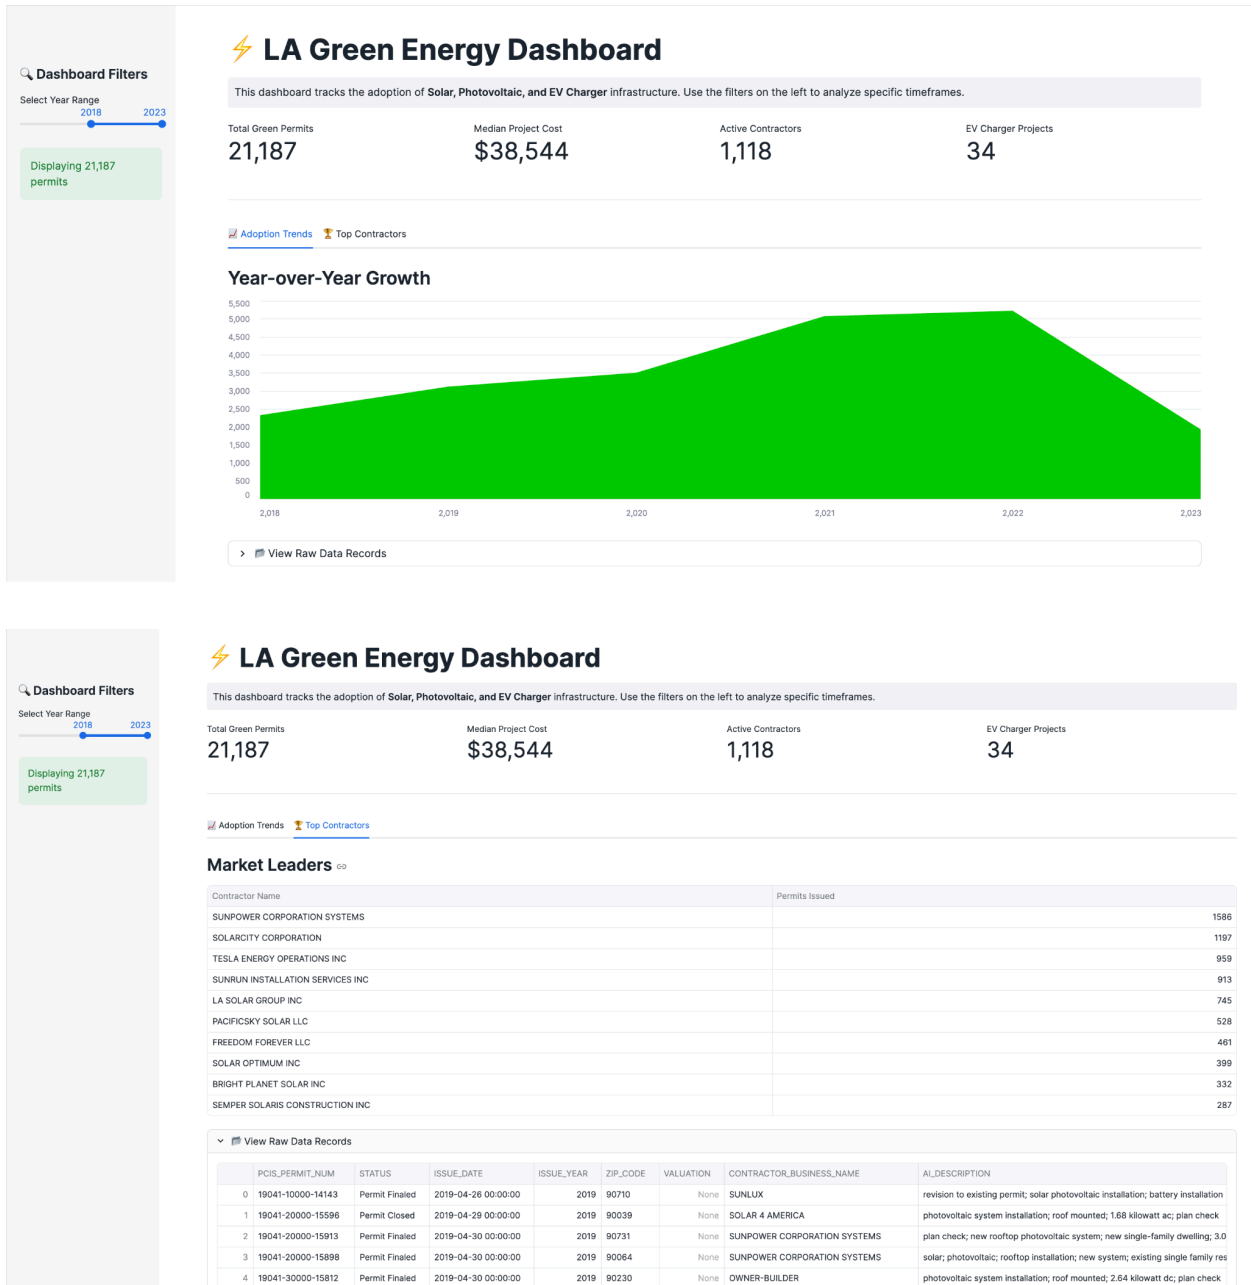 ⚡ LA Green Energy Dashboard
🔍 Dashboard Filters
Select Year Range
2018 2023
Displaying 21,187
permits
This dashboard tracks the adoption of Solar, Photovoltaic, and EV Charger infrastructure. Use the filters on the left to analyze specific timeframes.
Total Green Permits Median Project Cost Active Contractors EV Charger Projects
21,187 $38,544 1,118 34
📈 Adoption Trends 🏆 Top Contractors
Year-over-Year Growth
5,500
5,000
4,500
4,000
3,500
3,000
2,500
2,000
1,500
1,000
500
0
2,018 2,019 2,020 2,021 2,022 2,023
View Raw Data Records
⚡ LA Green Energy Dashboard
🔍 Dashboard Filters
Select Year Range
2018 2023
Displaying 21,187
permits
This dashboard tracks the adoption of Solar, Photovoltaic, and EV Charger infrastructure. Use the filters on the left to analyze specific timeframes.
Total Green Permits Median Project Cost Active Contractors EV Charger Projects
21,187 $38,544 1,118 34
📈 Adoption Trends 🏆 Top Contractors
Market Leaders
Contractor Name Permits Issued
SUNPOWER CORPORATION SYSTEMS 1586
SOLARCITY CORPORATION 1197
TESLA ENERGY OPERATIONS INC 959
SUNRUN INSTALLATION SERVICES INC 913
LA SOLAR GROUP INC 745
PACIFICSKY SOLAR LLC 528
FREEDOM FOREVER LLC 461
SOLAR OPTIMUM INC 399
BRIGHT PLANET SOLAR INC 332
SEMPER SOLARIS CONSTRUCTION INC 287
View Raw Data Records
PCIS_PERMIT_NUM STATUS ISSUE_DATE ISSUE_YEAR ZIP_CODE VALUATION CONTRACTOR_BUSINESS_NAME AI_DESCRIPTION
0 19041-10000-14143 Permit Finaled 2019-04-26 00:00:00 2019 90710 None SUNLUX revision to existing permit; solar photovoltaic installation; battery installation
1 19041-20000-15596 Permit Closed 2019-04-29 00:00:00 2019 90039 None SOLAR 4 AMERICA photovoltaic system installation; roof mounted; 1.68 kilowatt ac; plan check
2 19041-20000-15913 Permit Finaled 2019-04-30 00:00:00 2019 90731 None SUNPOWER CORPORATION SYSTEMS plan check; new rooftop photovoltaic system; new single-family dwelling; 3.0
3 19041-20000-15898 Permit Finaled 2019-04-30 00:00:00 2019 90064 None SUNPOWER CORPORATION SYSTEMS solar; photovoltaic; rooftop installation; new system; existing single family res
4 19041-30000-15812 Permit Finaled 2019-04-30 00:00:00 2019 90230 None OWNER-BUILDER photovoltaic system installation; roof mounted; 2.64 kilowatt dc; plan check